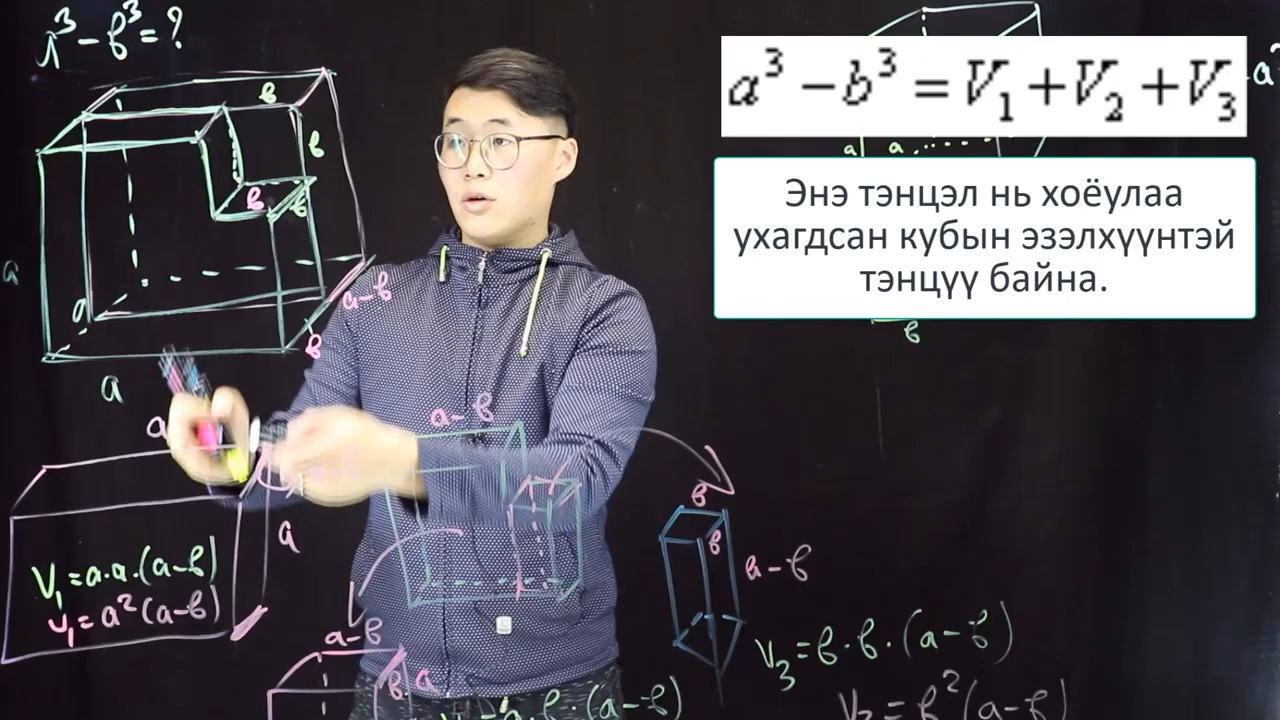 a³ - b³ = ?
a³ - b³ = V₁ + V₂ + V₃
Энэ тэнцэл нь хоёулаа
ухагдсан кубын эзэлхүүнтэй
тэнцүү байна.
в
в
в
в
a
a
a
a-в
в
a a
в
a
a
V₁ = a·a·(a-в)
V₁ = a²(a-в)
a-в
a-в
в a
в
в
a-в
V₃ = в·в·(a-в)
= в²(a-в)
= a·в·(a-в)